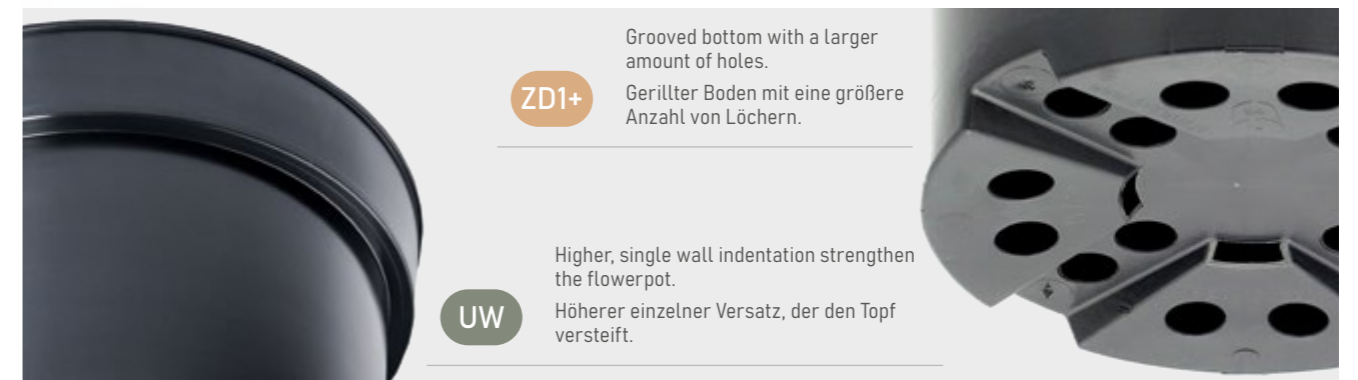 Grooved bottom with a larger
amount of holes.
ZD1+
Gerillter Boden mit eine größere
Anzahl von Löchern.
Higher, single wall indentation strengthen
the flowerpot.
UW
Höherer einzelner Versatz, der den Topf
versteift.